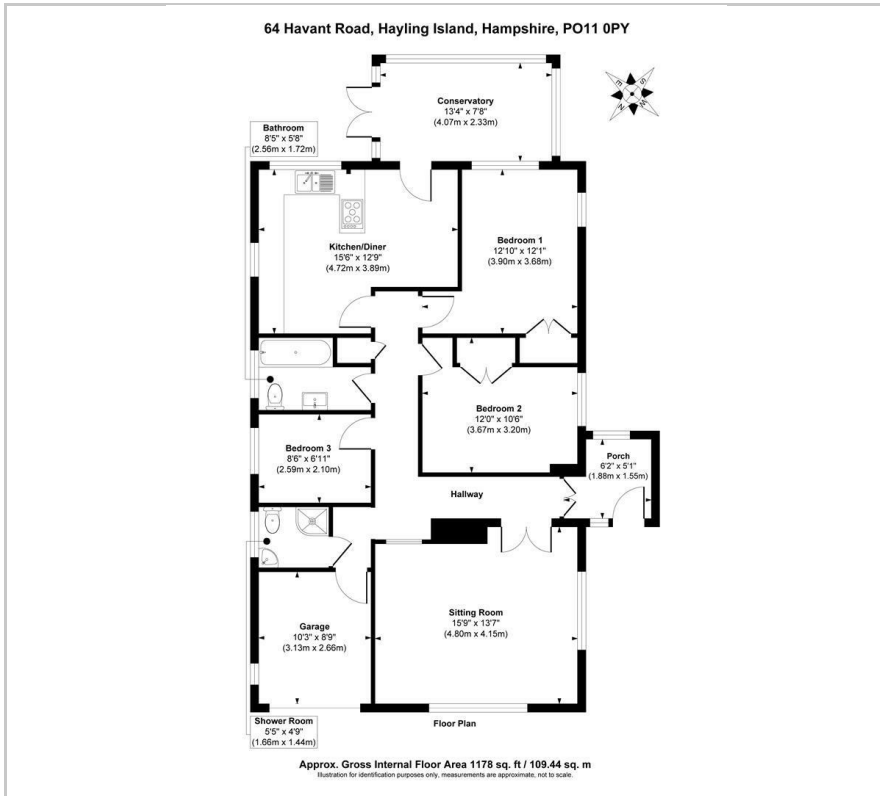 64 Havant Road, Hayling Island, Hampshire, PO11 0PY
Conservatory
13'4" x 7'8"
(4.07m x 2.33m)
S
E
W
N
Bathroom
8'5" x 5'8"
(2.56m x 1.72m)
Kitchen/Diner
15'6" x 12'9"
(4.72m x 3.89m)
Bedroom 1
12'10" x 12'1"
(3.90m x 3.68m)
Bedroom 2
12'0" x 10'6"
(3.67m x 3.20m)
Bedroom 3
8'6" x 6'11"
(2.59m x 2.10m)
Porch
6'2" x 5'1"
(1.88m x 1.55m)
Hallway
Sitting Room
15'9" x 13'7"
(4.80m x 4.15m)
Garage
10'3" x 8'9"
(3.13m x 2.66m)
Shower Room
5'5" x 4'9"
(1.66m x 1.44m)
Floor Plan
Approx. Gross Internal Floor Area 1178 sq. ft / 109.44 sq. m
Illustration for identification purposes only, measurements are approximate, not to scale.